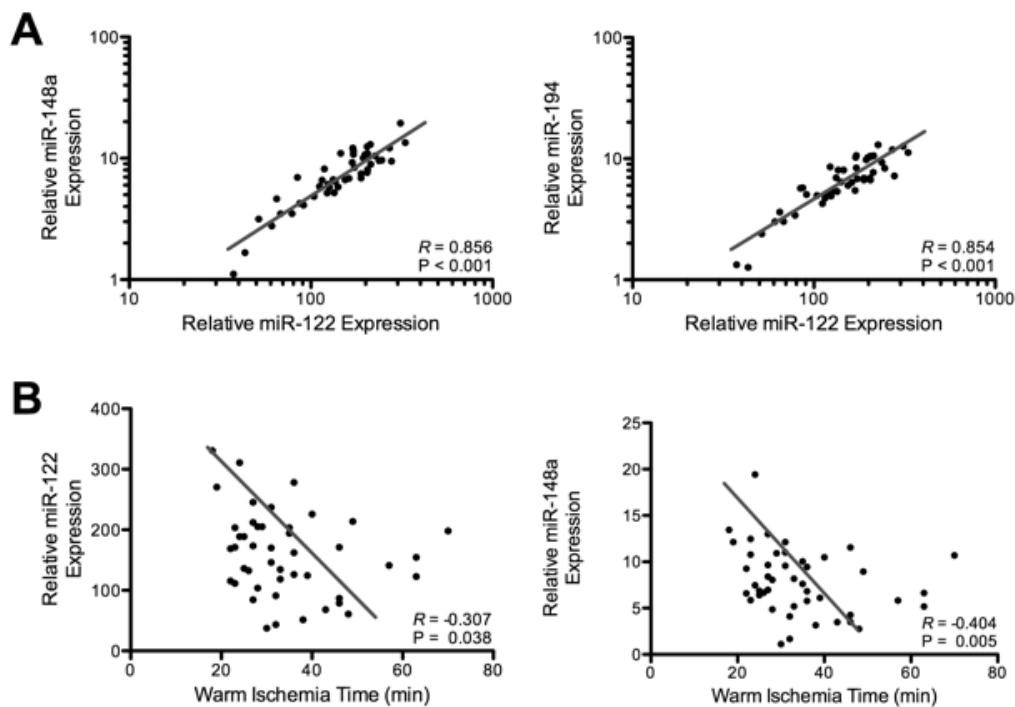 A
Relative miR-148a
Expression
100
10
1
10
100
1000
Relative miR-122 Expression
R = 0.856
P < 0.001
Relative miR-194
Expression
100
10
1
10
100
1000
Relative miR-122 Expression
R = 0.854
P < 0.001
B
Relative miR-122
Expression
400
300
200
100
0
0
20
40
60
80
Warm Ischemia Time (min)
R = -0.307
P = 0.038
Relative miR-148a
Expression
25
20
15
10
5
0
0
20
40
60
80
Warm Ischemia Time (min)
R = -0.404
P = 0.005